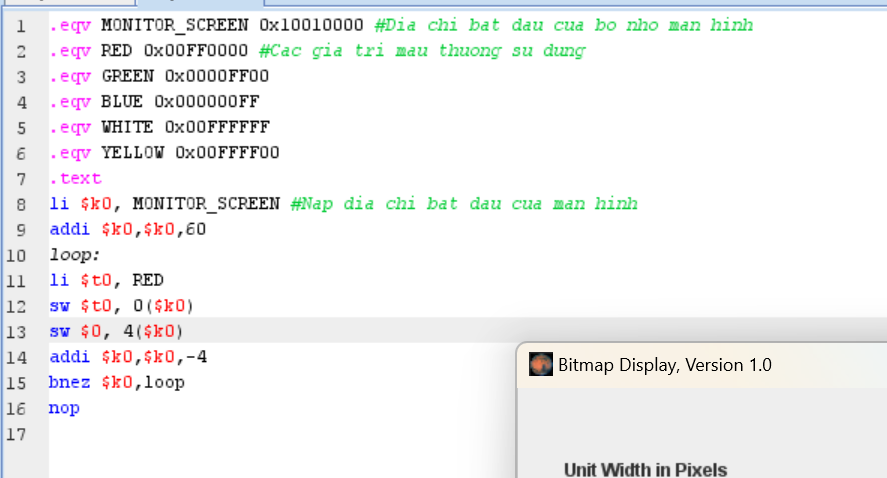 1 .eqv MONITOR_SCREEN 0x10010000 #Dia chi bat dau cua bo nho man hinh
2 .eqv RED 0x00FF0000 #Cac gia tri mau thuong su dung
3 .eqv GREEN 0x0000FF00
4 .eqv BLUE 0x000000FF
5 .eqv WHITE 0x00FFFFFF
6 .eqv YELLOW 0x00FFFF00
7 .text
8 li $k0, MONITOR_SCREEN #Nap dia chi bat dau cua man hinh
9 addi $k0,$k0,60
10 loop:
11 li $t0, RED
12 sw $t0, 0($k0)
13 sw $0, 4($k0)
14 addi $k0,$k0,-4
15 bnez $k0,loop
16 nop
17
Bitmap Display, Version 1.0
Unit Width in Pixels